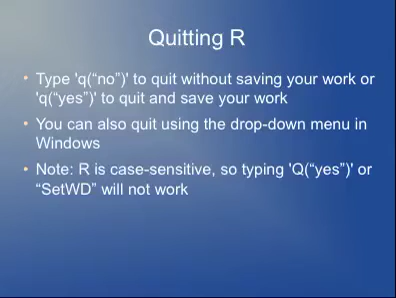 Quitting R
• Type 'q(“no”)' to quit without saving your work or
'q(“yes”)' to quit and save your work
• You can also quit using the drop-down menu in
Windows
• Note: R is case-sensitive, so typing 'Q(“yes”)' or
“SetWD” will not work